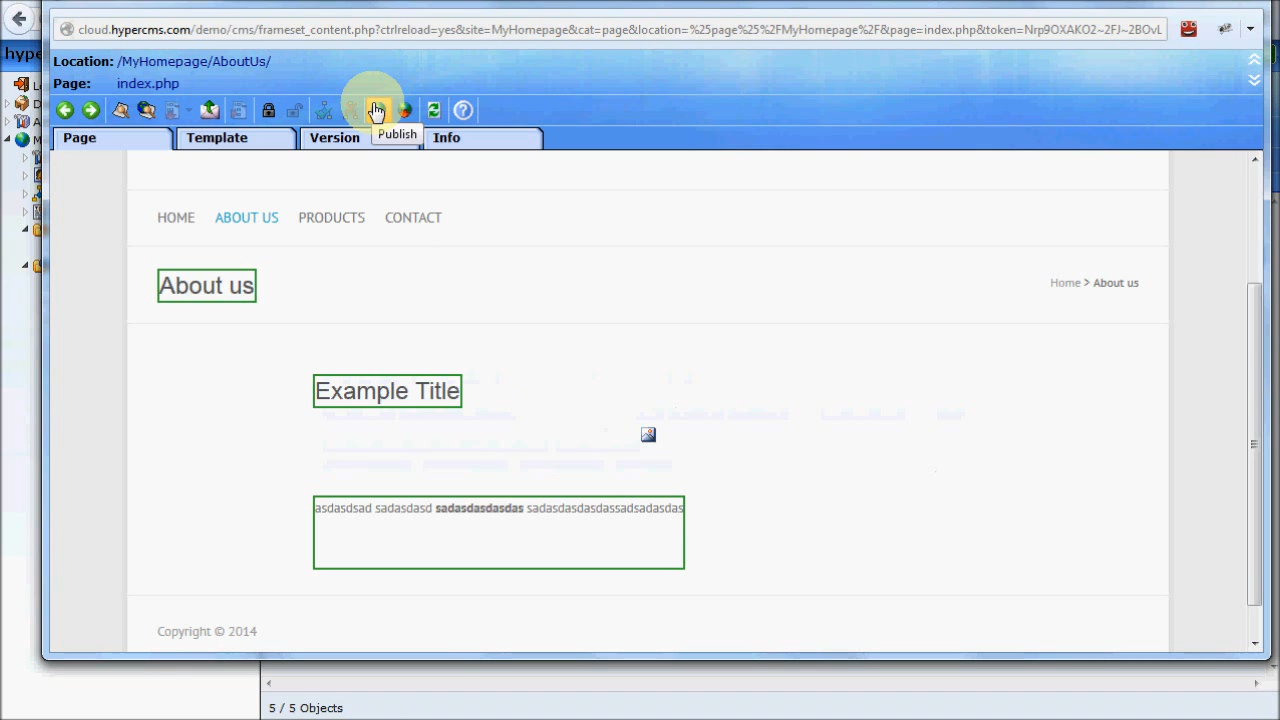 cloud.hypercms.com/demo/cms/frameset_content.php?ctrlreload=yes&site=MyHomepage&cat=page&location=%25page%25%2FMyHomepage%2F&page=index.php&token=Nrp9OXAKO2~2FJ~2BOvL
hype
Location: /MyHomepage/AboutUs/
Page: index.php
Publish
Page Template Version Info
HOME ABOUT US PRODUCTS CONTACT
About us
Home > About us
Example Title
asdasdsad sadasdasd sadasdasdasdas sadasdasdasdassadsadasdas
Copyright © 2014
5 / 5 Objects